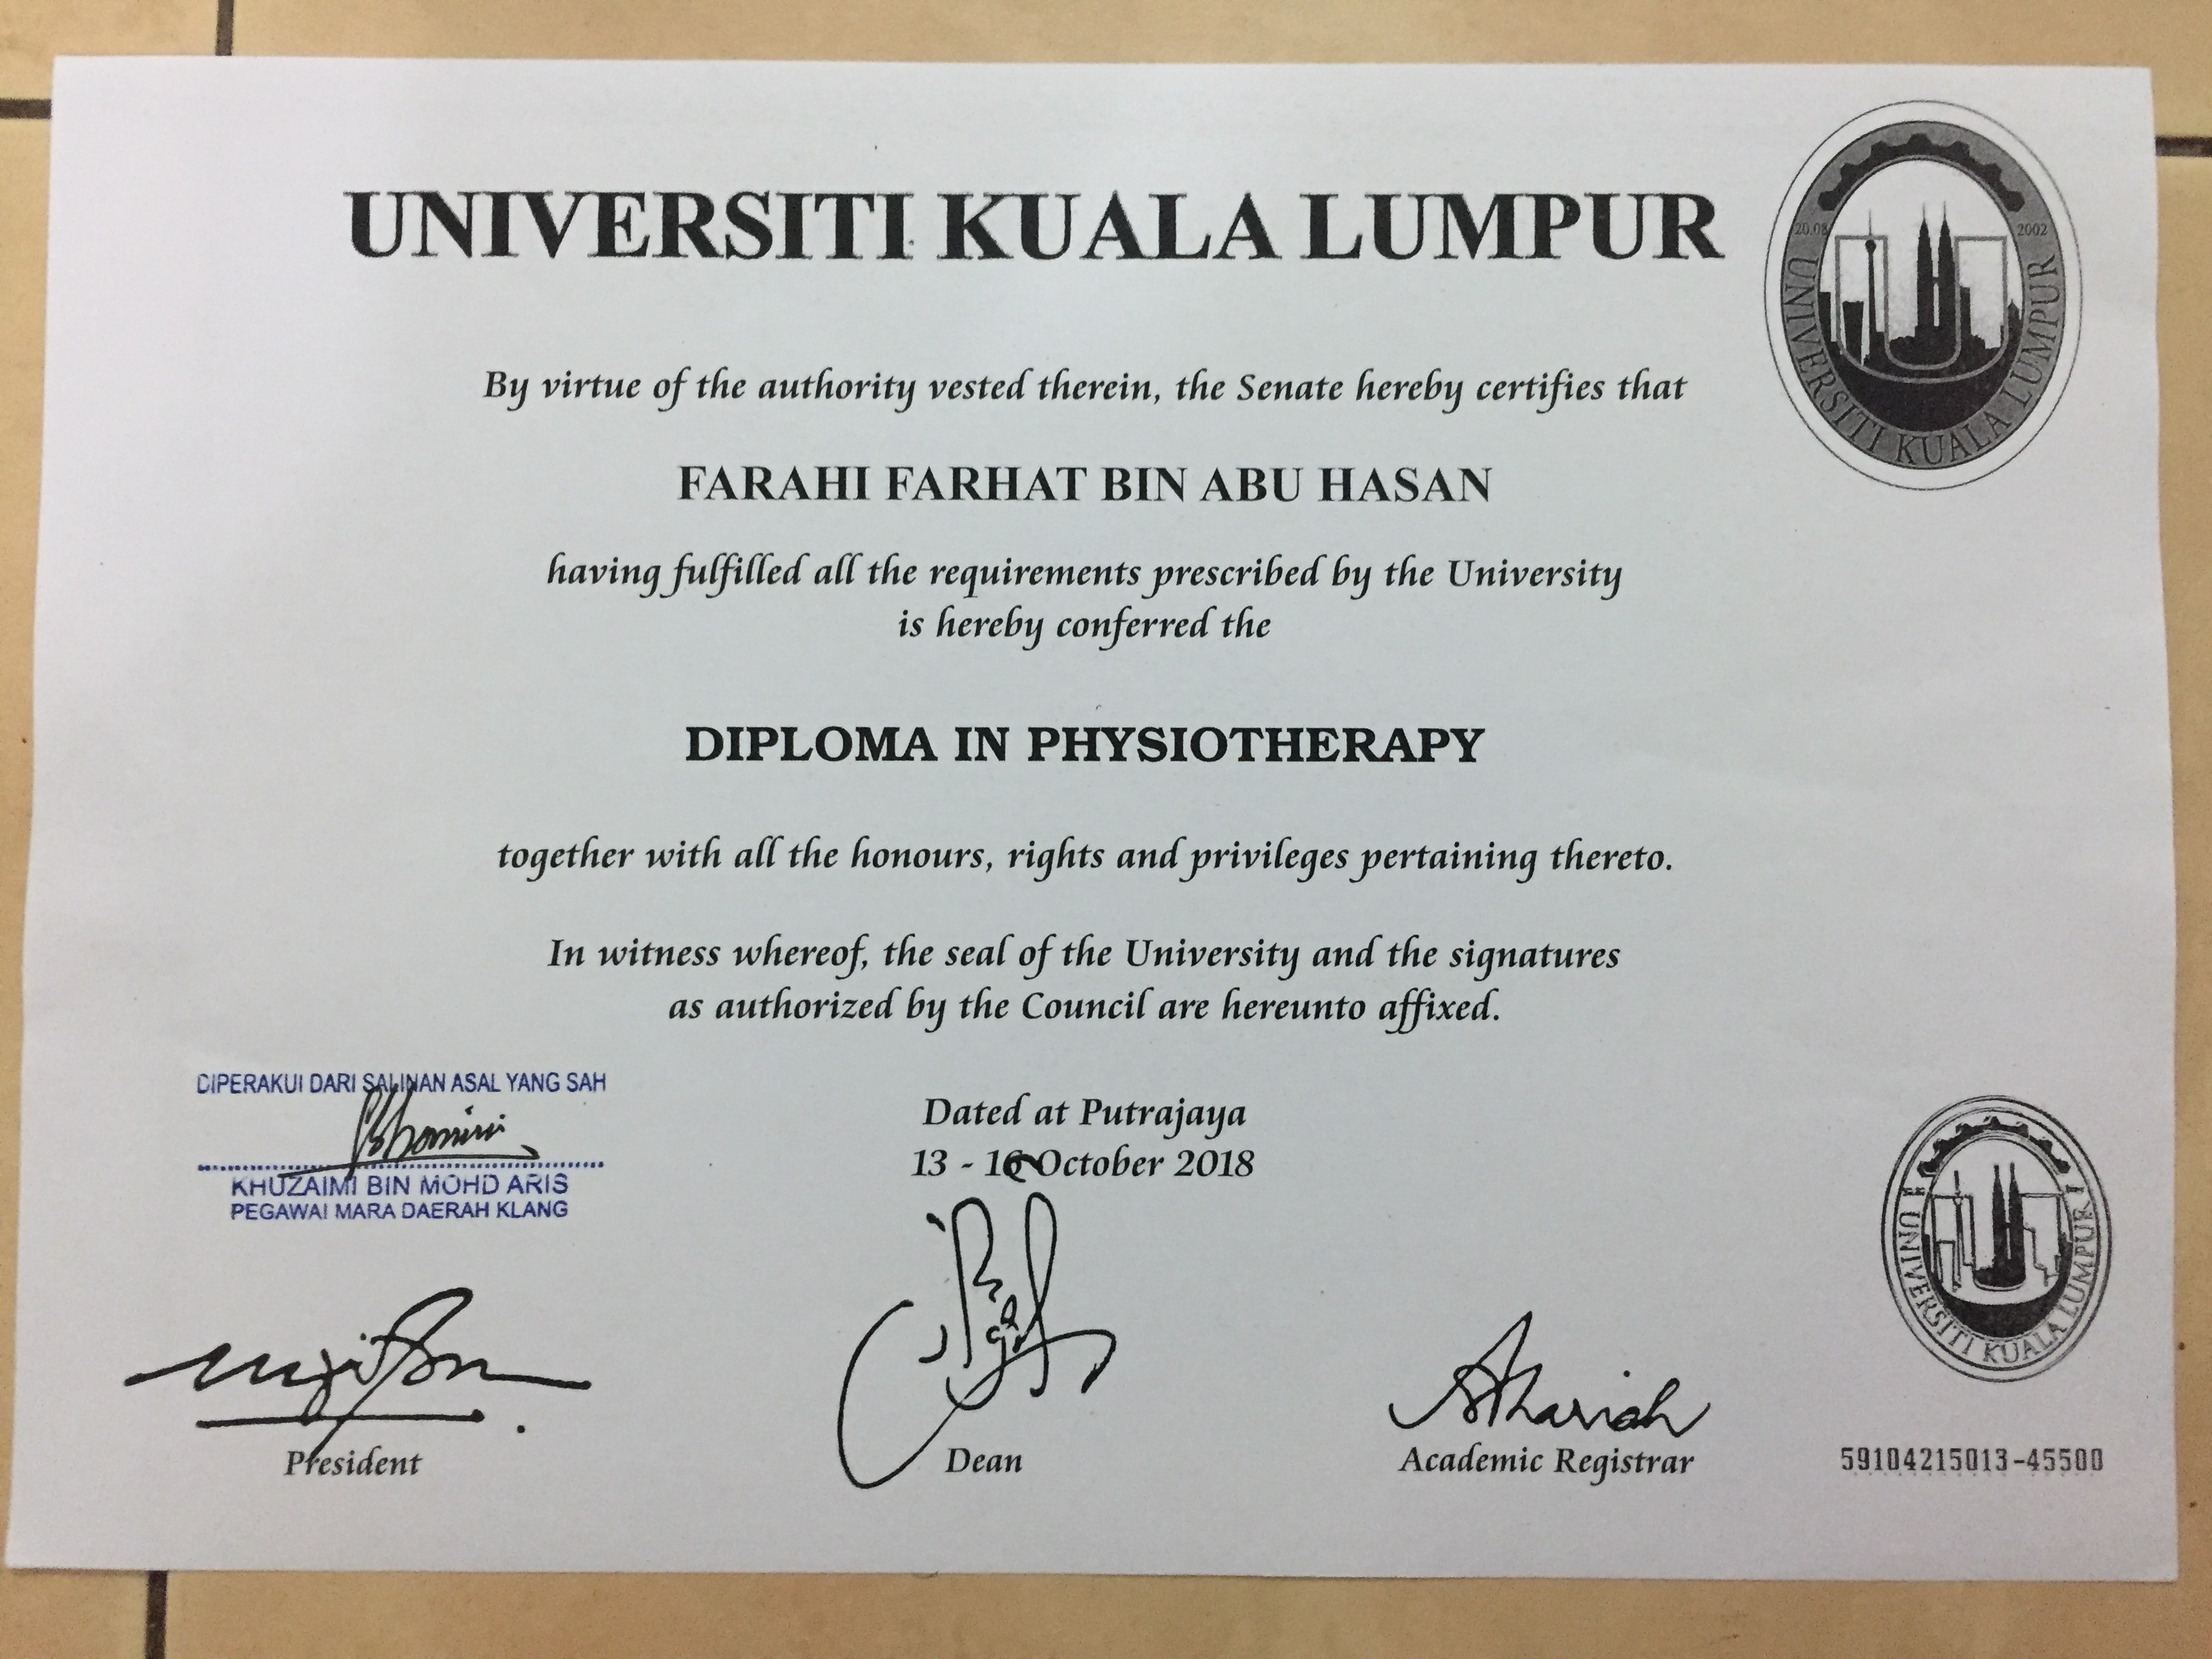 UNIVERSITI KUALA LUMPUR
20.08 2002
UNIVERSITI KUALA LUMPUR
By virtue of the authority vested therein, the Senate hereby certifies that
FARAHI FARHAT BIN ABU HASAN
having fulfilled all the requirements prescribed by the University
is hereby conferred the
DIPLOMA IN PHYSIOTHERAPY
together with all the honours, rights and privileges pertaining thereto.
In witness whereof, the seal of the University and the signatures
as authorized by the Council are hereunto affixed.
DIPERAKUI DARI SALINAN ASAL YANG SAH
KHUZAIMI BIN MOHD ARIS
PEGAWAI MARA DAERAH KLANG
Dated at Putrajaya
13 - 16 October 2018
UNIVERSITI KUALA LUMPUR
President
Dean
Academic Registrar
59104215013-45500